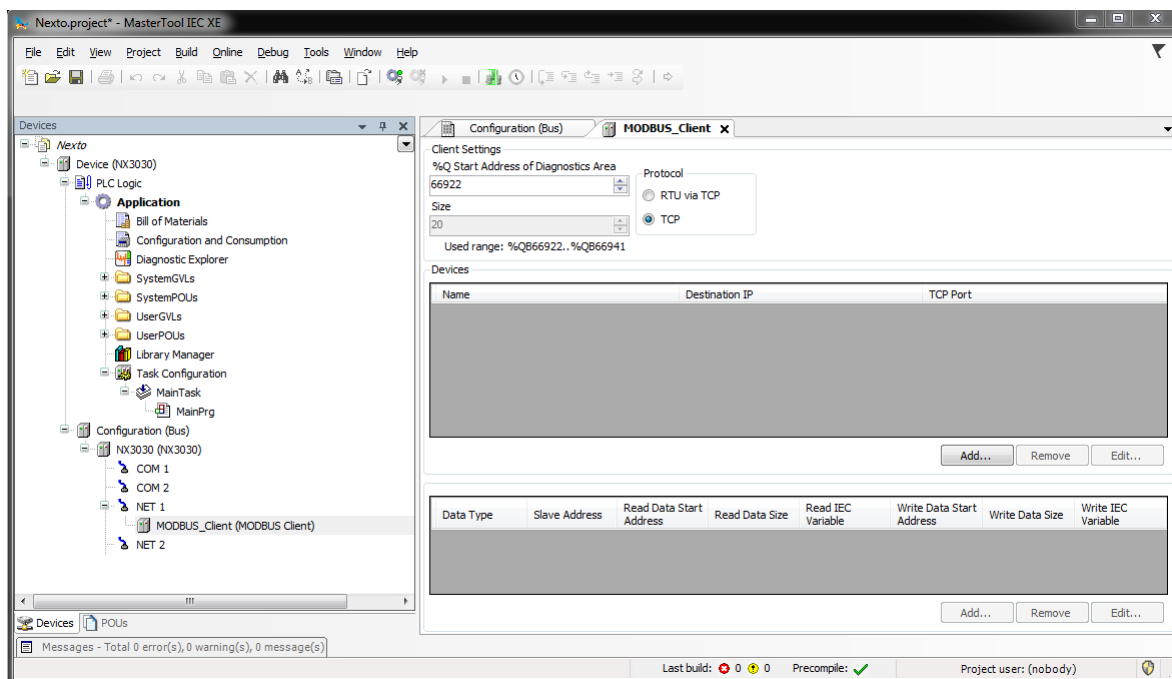 Nexto.project* - MasterTool IEC XE
File Edit View Project Build Online Debug Tools Window Help
Devices
Nexto
Device (NX3030)
PLC Logic
Application
Bill of Materials
Configuration and Consumption
Diagnostic Explorer
SystemGVLs
SystemPOUs
UserGVLs
UserPOUs
Library Manager
Task Configuration
MainTask
MainPrg
Configuration (Bus)
NX3030 (NX3030)
COM 1
COM 2
NET 1
MODBUS_Client (MODBUS Client)
NET 2
Devices POUs
Configuration (Bus) MODBUS_Client
Client Settings
%Q Start Address of Diagnostics Area
66922
Size
20
Used range: %QB66922..%QB66941
Protocol
RTU via TCP
TCP
Devices
Name Destination IP TCP Port
Add... Remove Edit...
Data Type Slave Address Read Data Start Address Read Data Size Read IEC Variable Write Data Start Address Write Data Size Write IEC Variable
Add... Remove Edit...
Messages - Total 0 error(s), 0 warning(s), 0 message(s)
Last build: 0 0 Precompile: Project user: (nobody)